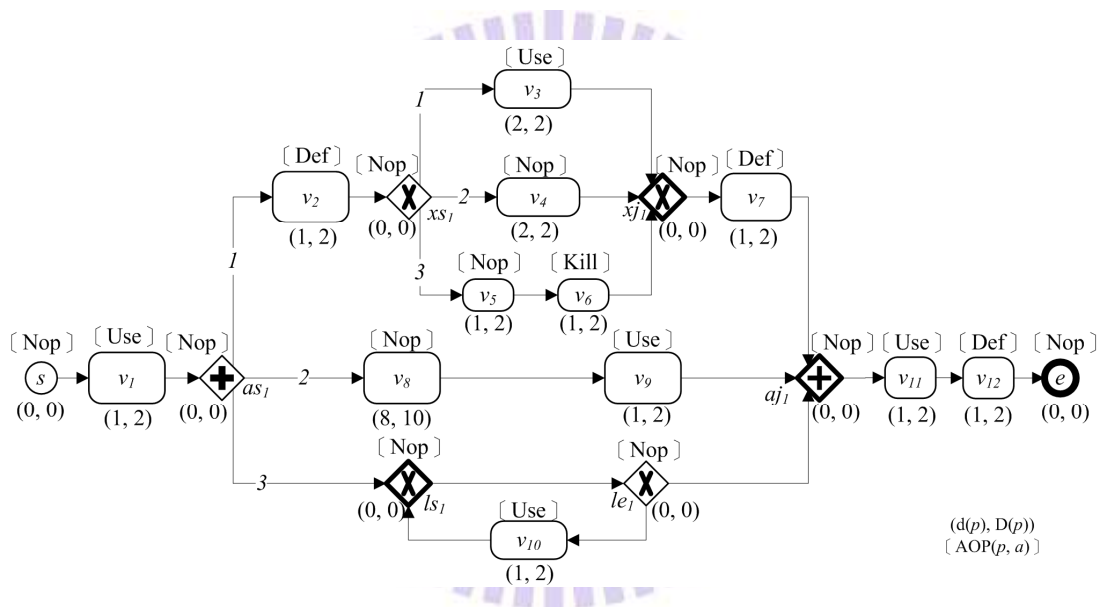 〔Use〕
v3
(2, 2)
1
〔Def〕
v2
(1, 2)
〔Nop〕
xs1
(0, 0)
2
〔Nop〕
v4
(2, 2)
xj1
〔Nop〕
(0, 0)
〔Def〕
v7
(1, 2)
1
3
〔Nop〕
v5
(1, 2)
〔Kill〕
v6
(1, 2)
〔Nop〕
s
(0, 0)
〔Use〕
v1
(1, 2)
〔Nop〕
as1
(0, 0)
2
〔Nop〕
v8
(8, 10)
〔Use〕
v9
(1, 2)
aj1
〔Nop〕
(0, 0)
〔Use〕
v11
(1, 2)
〔Def〕
v12
(1, 2)
〔Nop〕
e
(0, 0)
3
〔Nop〕
(0, 0)
ls1
〔Nop〕
le1
(0, 0)
〔Use〕
v10
(1, 2)
(d(p), D(p))
〔AOP(p, a)〕